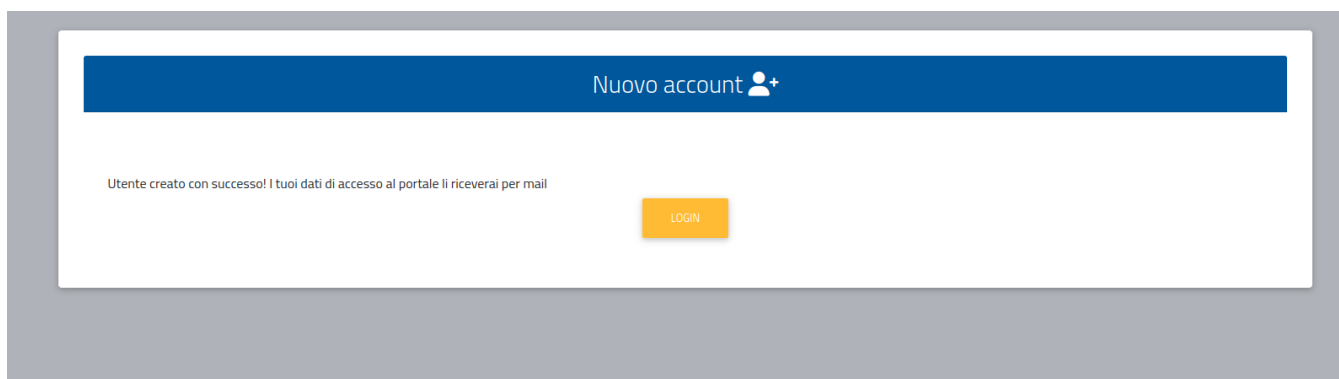 Nuovo account
Utente creato con successo! I tuoi dati di accesso al portale li riceverai per mail
LOGIN